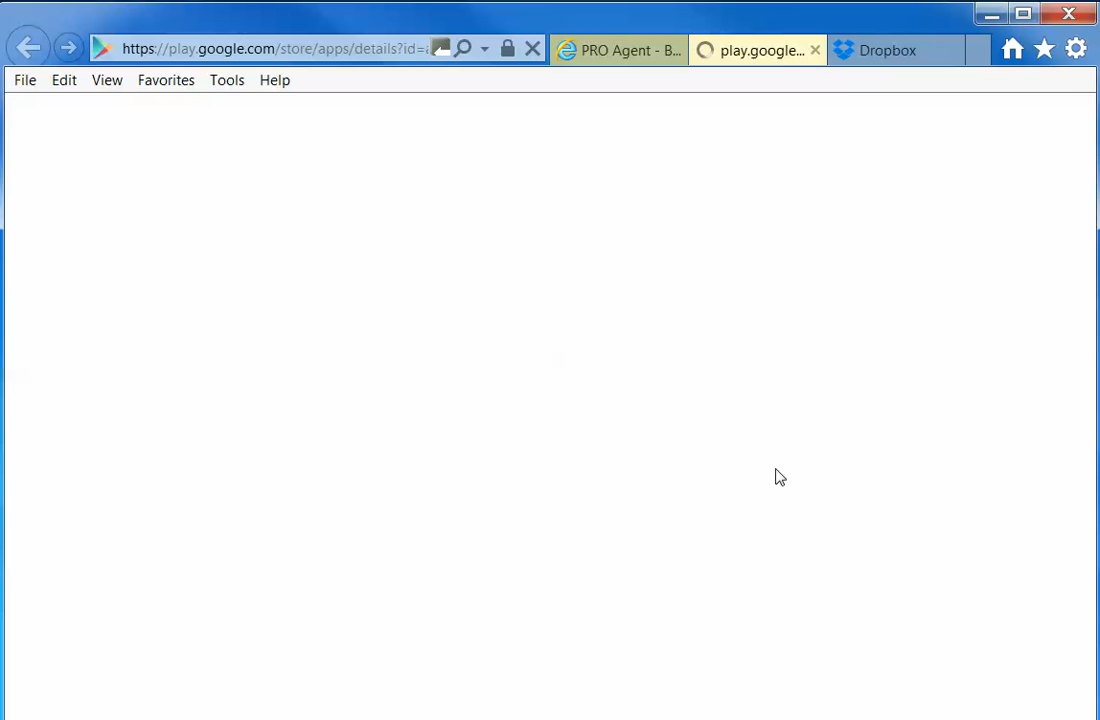 https://play.google.com/store/apps/details?id=
PRO Agent - B...
play.google...
Dropbox
File Edit View Favorites Tools Help